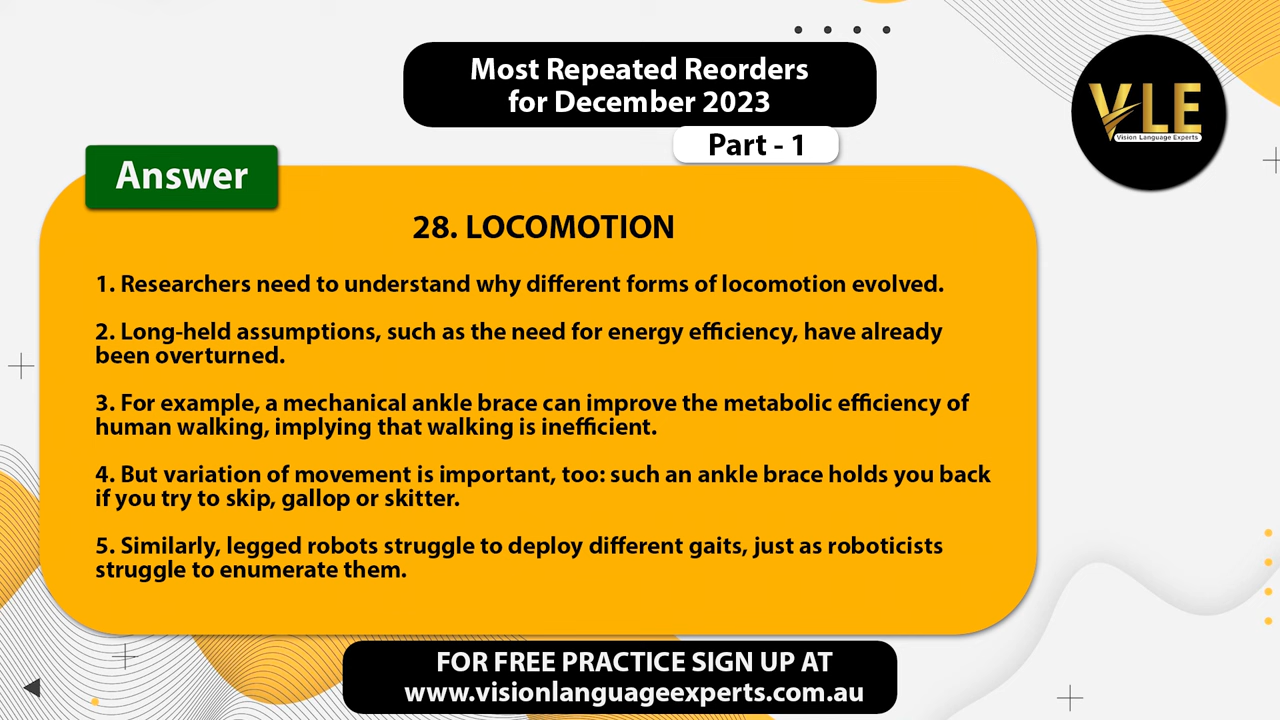 Most Repeated Reorders
for December 2023
Part - 1
VLE
Vision Language Experts
Answer
28. LOCOMOTION
1. Researchers need to understand why different forms of locomotion evolved.
2. Long-held assumptions, such as the need for energy efficiency, have already
been overturned.
3. For example, a mechanical ankle brace can improve the metabolic efficiency of
human walking, implying that walking is inefficient.
4. But variation of movement is important, too: such an ankle brace holds you back
if you try to skip, gallop or skitter.
5. Similarly, legged robots struggle to deploy different gaits, just as roboticists
struggle to enumerate them.
FOR FREE PRACTICE SIGN UP AT
www.visionlanguageexperts.com.au